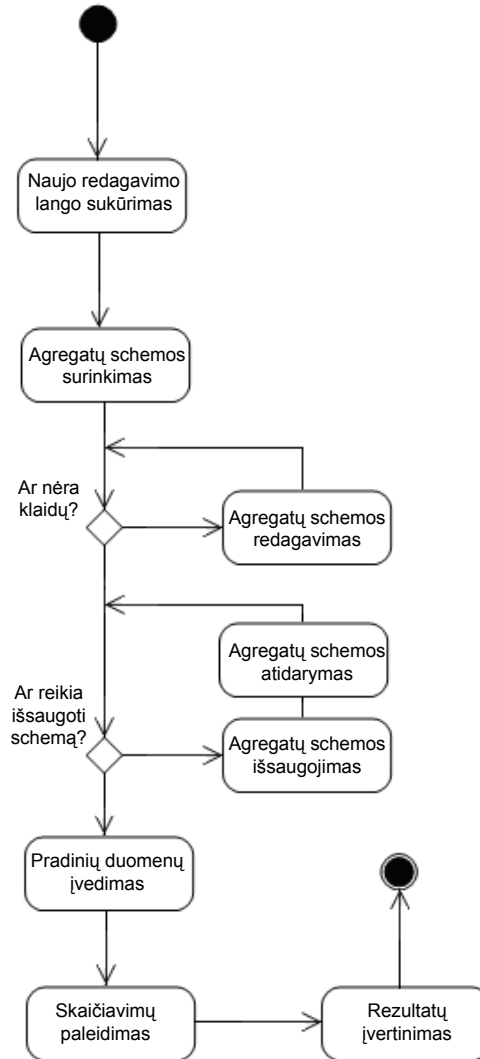 Naujo redagavimo
lango sukūrimas
Agregatų schemos
surinkimas
Ar nėra
klaidų?
Agregatų schemos
redagavimas
Agregatų schemos
atidarymas
Ar reikia
išsaugoti
schemą?
Agregatų schemos
išsaugojimas
Pradinių duomenų
įvedimas
Skaičiavimų
paleidimas
Rezultatų
įvertinimas